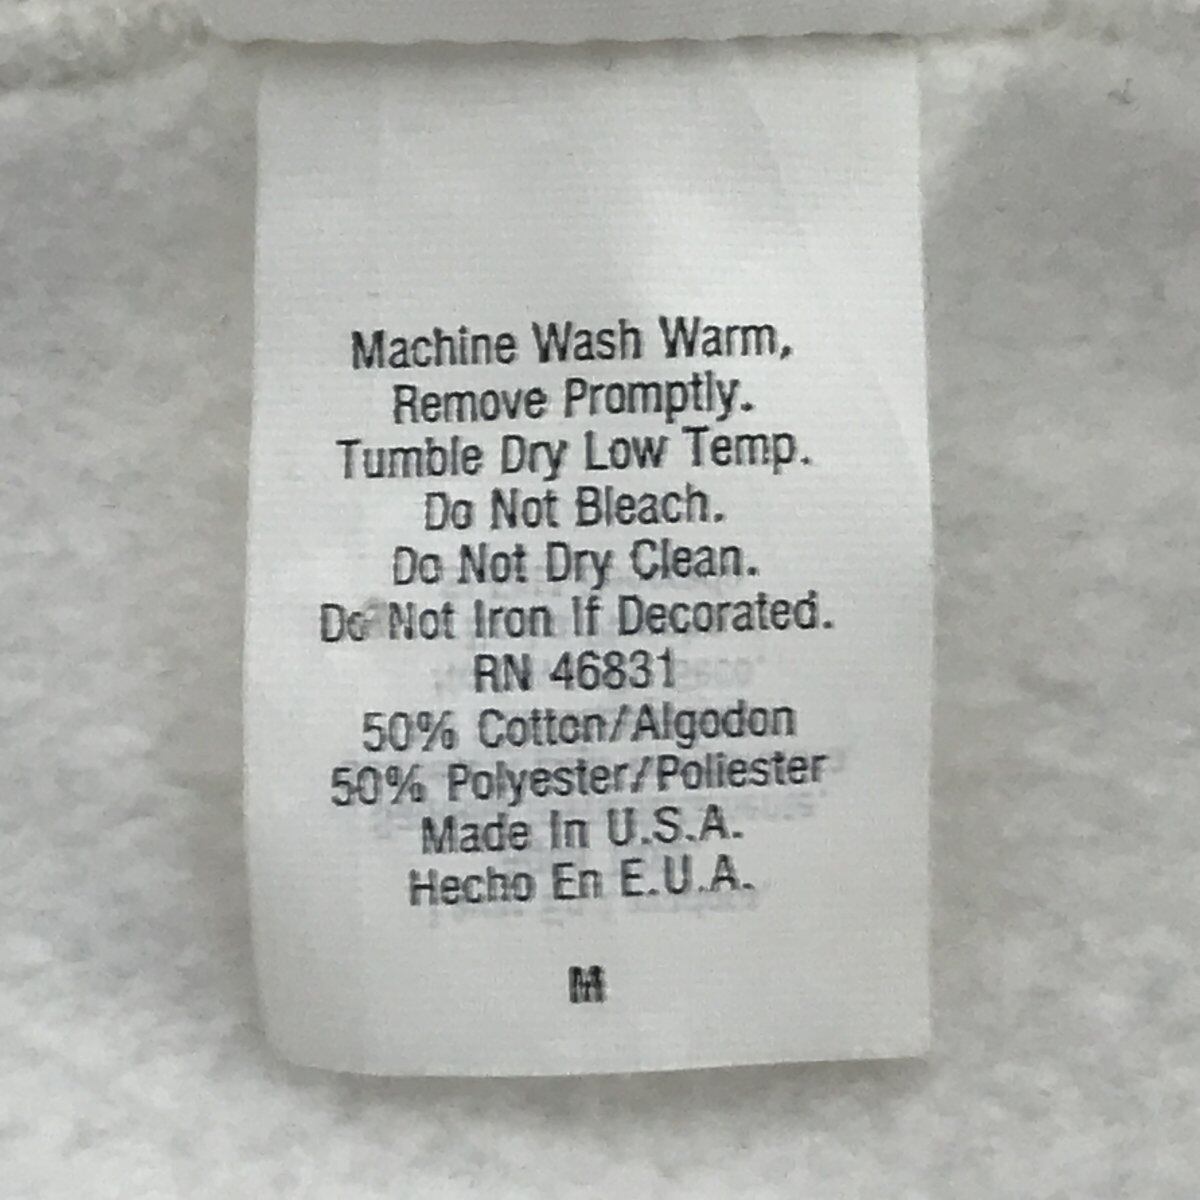 Machine Wash Warm,
Remove Promptly.
Tumble Dry Low Temp.
Do Not Bleach.
Do Not Dry Clean.
Do Not Iron If Decorated.
RN 46831
50% Cotton/Algodon
50% Polyester/Poliester
Made In U.S.A.
Hecho En E.U.A.
M